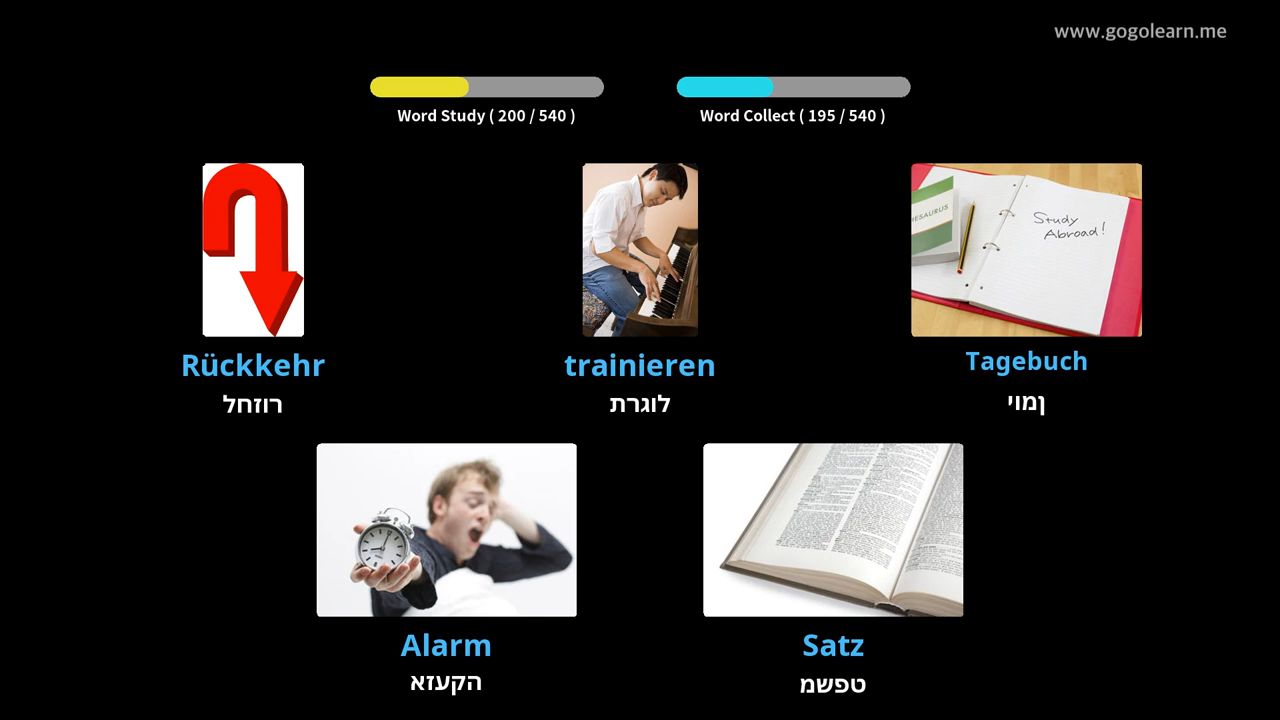 www.gogolearn.me
Word Study ( 200 / 540 )
Word Collect ( 195 / 540 )
THESAURUS
Study
Abroad!
Rückkehr
רוזחל
trainieren
לוגרת
Tagebuch
ןמוי
Alarm
הקעזא
Satz
טפשמ